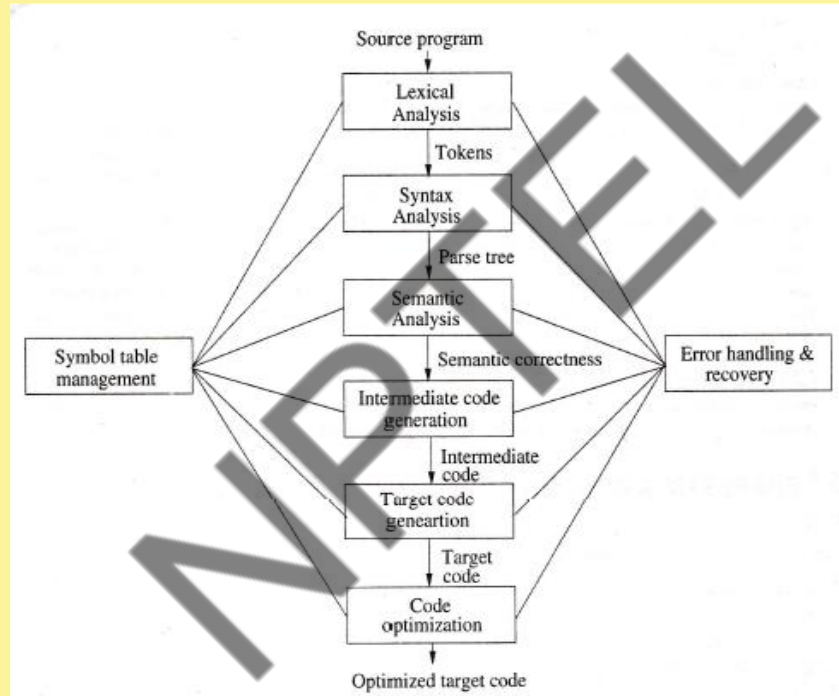 Source program
Lexical
Analysis
Tokens
Syntax
Analysis
Parse tree
Semantic
Analysis
Symbol table
management
Semantic correctness
Error handling &
recovery
Intermediate code
generation
Intermediate
code
Target code
geneartion
Target
code
Code
optimization
Optimized target code
NPTEL